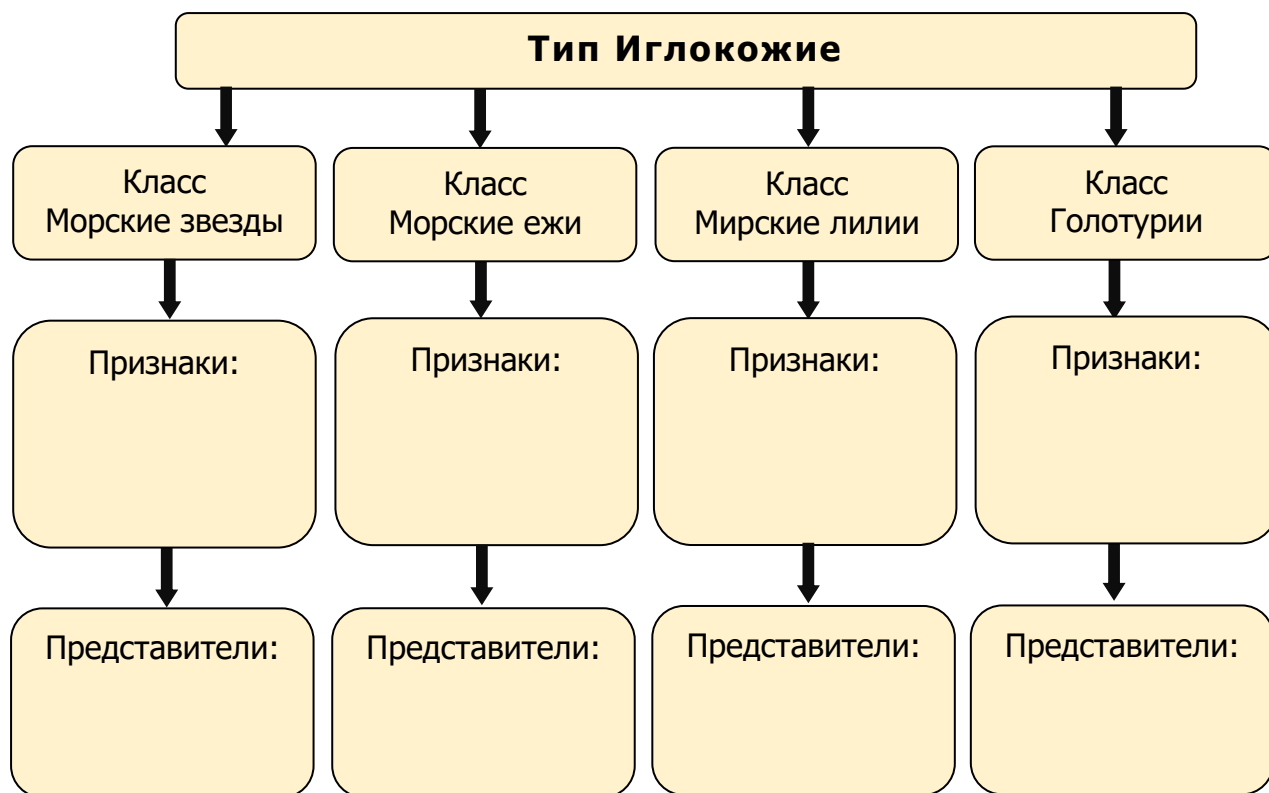 Тип Иглокожие
Класс
Морские звезды
Класс
Морские ежи
Класс
Мирские лилии
Класс
Голотурии
Признаки:
Признаки:
Признаки:
Признаки:
Представители:
Представители:
Представители:
Представители: